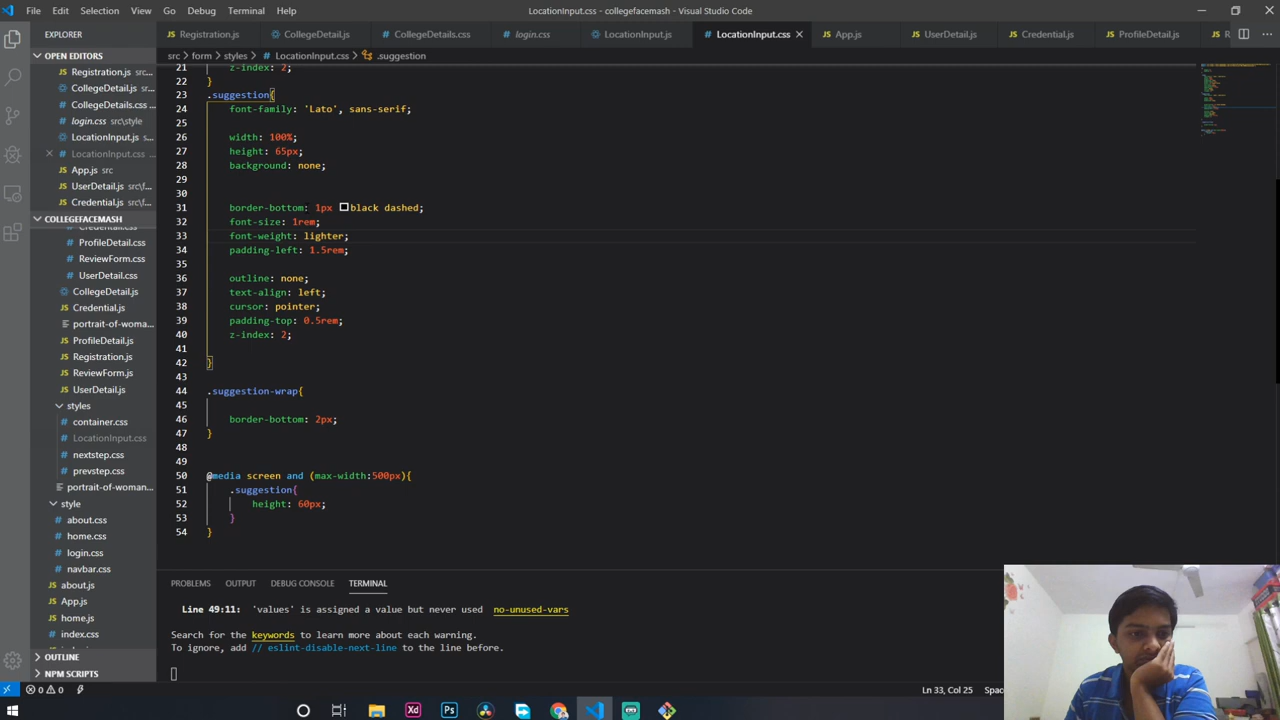 File Edit Selection View Go Debug Terminal Help
LocationInput.css - collegefacemash - Visual Studio Code
EXPLORER
Registration.js
CollegeDetail.js
CollegeDetails.css
login.css
LocationInput.js
LocationInput.css
App.js
UserDetail.js
Credential.js
ProfileDetail.js
OPEN EDITORS
Registration.js
CollegeDetail.js
CollegeDetails.css...
login.css src\style
LocationInput.js
LocationInput.css ...
App.js src
UserDetail.js src\f...
Credential.js src\f...
COLLEGEFACEMASH
Credential.css
ProfileDetail.css
ReviewForm.css
UserDetail.css
CollegeDetail.js
Credential.js
portrait-of-woma...
ProfileDetail.js
Registration.js
ReviewForm.js
UserDetail.js
styles
container.css
LocationInput.css
nextstep.css
prevstep.css
portrait-of-woman...
style
about.css
home.css
login.css
navbar.css
about.js
App.js
home.js
index.css
OUTLINE
NPM SCRIPTS
src > form > styles > # LocationInput.css > .suggestion
21 z-index: 2;
22 }
23 .suggestion{
24 font-family: 'Lato', sans-serif;
25
26 width: 100%;
27 height: 65px;
28 background: none;
29
30
31 border-bottom: 1px black dashed;
32 font-size: 1rem;
33 font-weight: lighter;
34 padding-left: 1.5rem;
35
36 outline: none;
37 text-align: left;
38 cursor: pointer;
39 padding-top: 0.5rem;
40 z-index: 2;
41
42 }
43
44 .suggestion-wrap{
45
46 border-bottom: 2px;
47 }
48
49
50 @media screen and (max-width:500px){
51 .suggestion{
52 height: 60px;
53 }
54 }
PROBLEMS OUTPUT DEBUG CONSOLE TERMINAL
Line 49:11: 'values' is assigned a value but never used no-unused-vars
Search for the keywords to learn more about each warning.
To ignore, add // eslint-disable-next-line to the line before.
0 0
Ln 33, Col 25